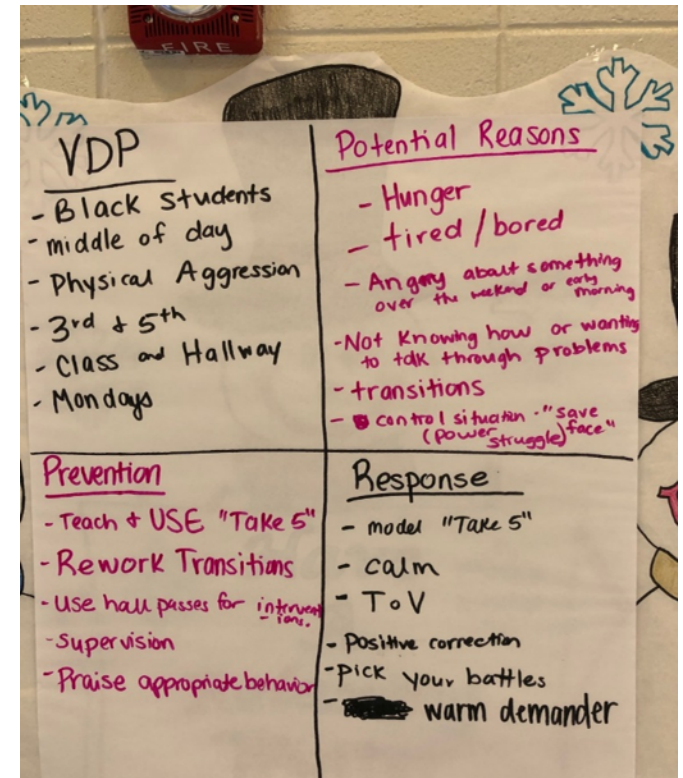 FIRE
VDP
- Black Students
- middle of day
- Physical Aggression
- 3rd + 5th
- Class and Hallway
- Mondays
Potential Reasons
- Hunger
- tired / bored
- Angry about something
over the weekend or early
morning
- Not Knowing how or wanting
to talk through problems
- transitions
- control situation - "save
(power struggle) face"
Prevention
- Teach + USE "Take 5"
- Rework Transitions
- Use hall passes for intervent
ions.
- Supervision
- Praise appropriate behavior
Response
- model "Take 5"
- calm
- ToV
- Positive correction
- pick your battles
- warm demander